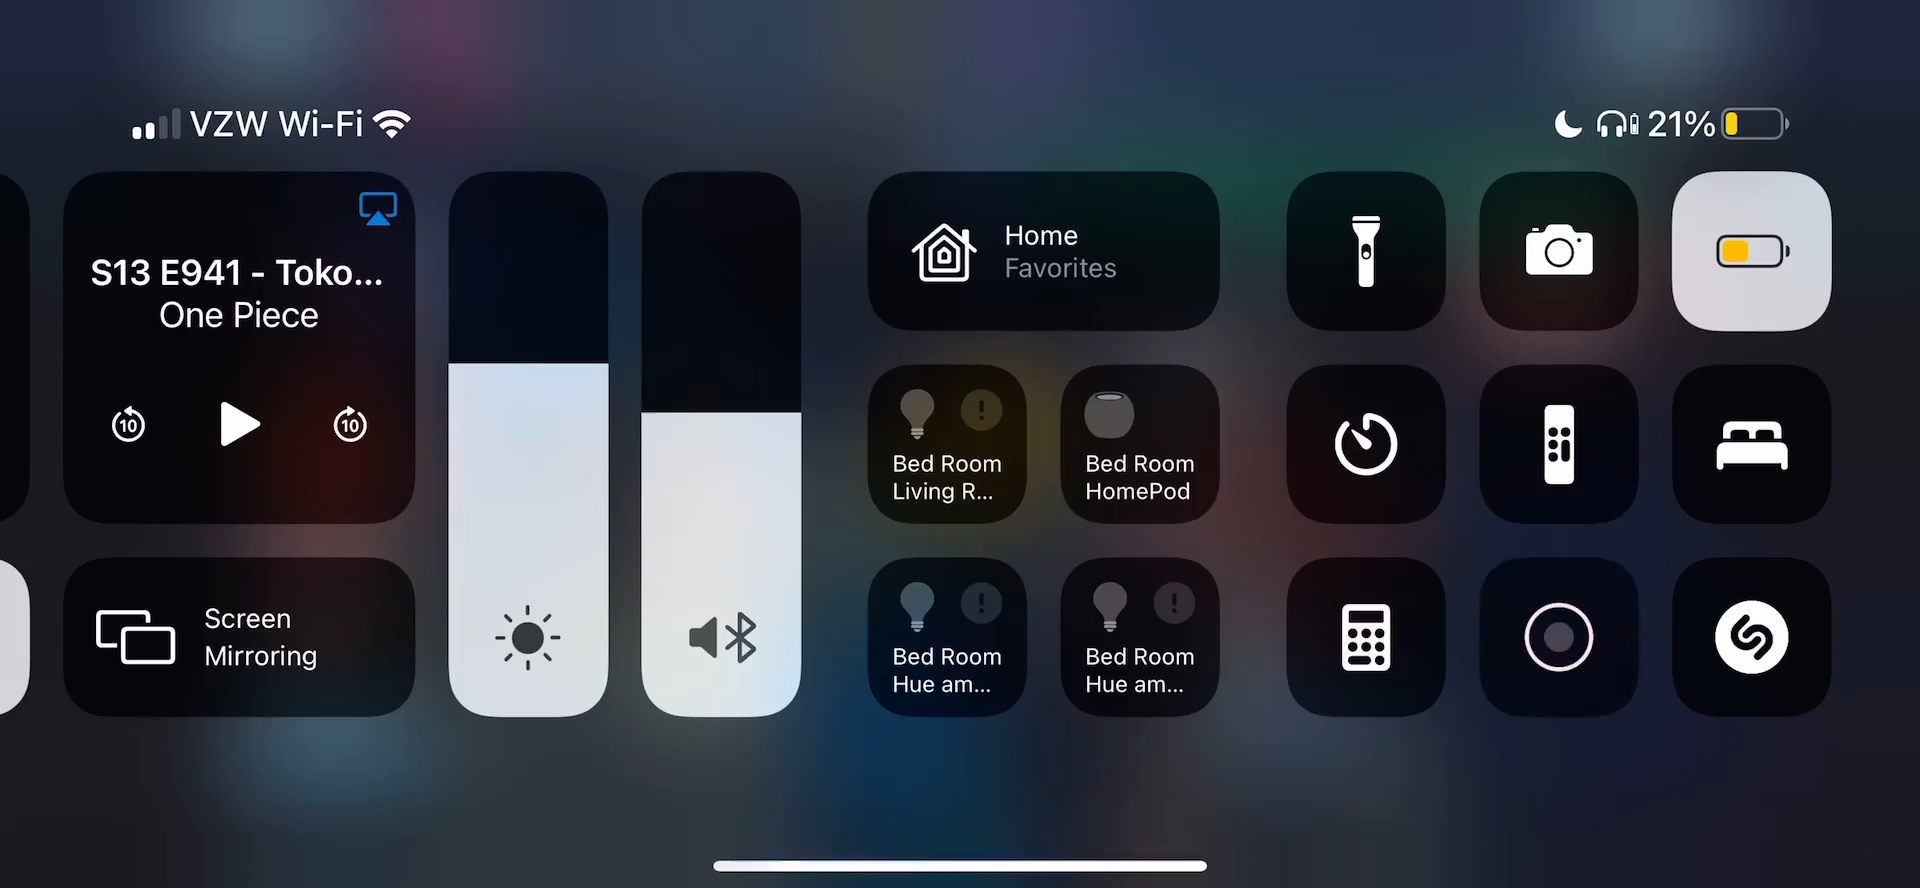 VZW Wi-Fi
21%
S13 E941 - Toko...
One Piece
10
10
Screen
Mirroring
Home
Favorites
Bed Room
Living R...
Bed Room
HomePod
Bed Room
Hue am...
Bed Room
Hue am...